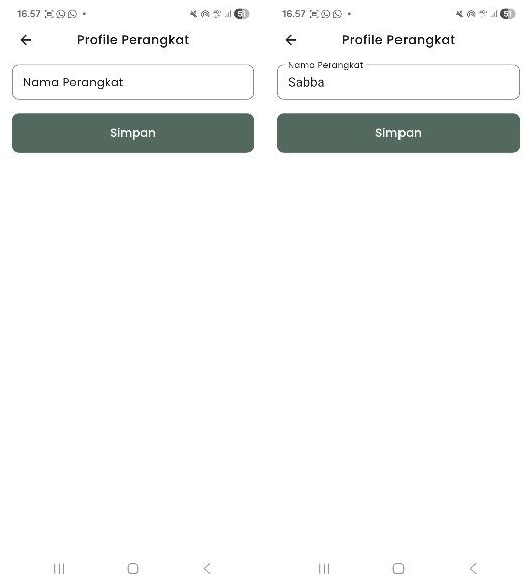 16.57
Profile Perangkat
Nama Perangkat
Simpan
16.57
Profile Perangkat
Nama Perangkat
Sabba
Simpan